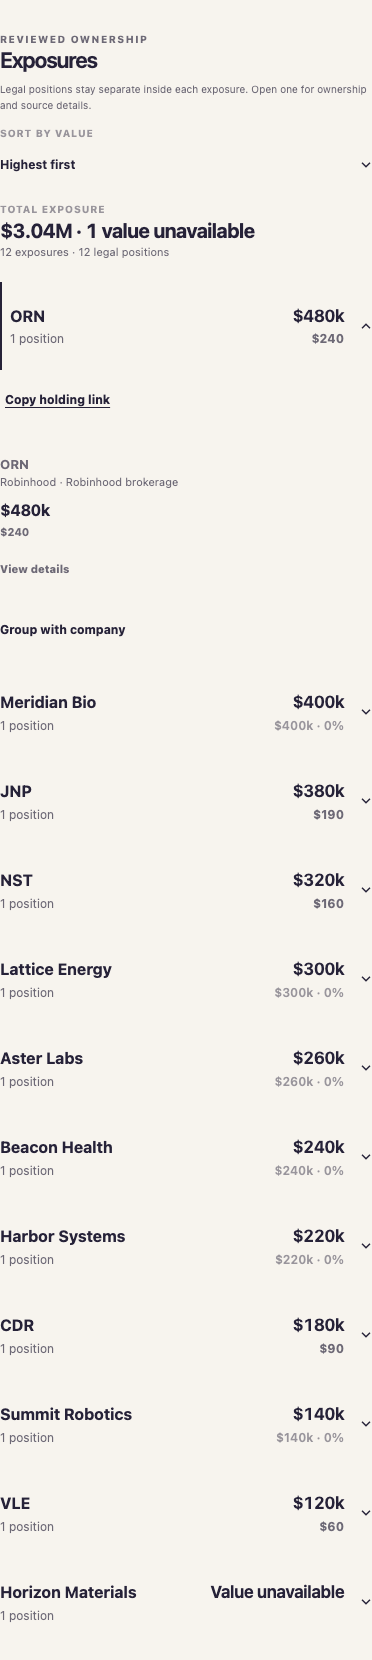 REVIEWED OWNERSHIP
Exposures
Legal positions stay separate inside each exposure. Open one for ownership
and source details.
SORT BY VALUE
Highest first
TOTAL EXPOSURE
$3.04M · 1 value unavailable
12 exposures · 12 legal positions
ORN $480k
1 position $240
Copy holding link
ORN
Robinhood · Robinhood brokerage
$480k
$240
View details
Group with company
Meridian Bio $400k
1 position $400k · 0%
JNP $380k
1 position $190
NST $320k
1 position $160
Lattice Energy $300k
1 position $300k · 0%
Aster Labs $260k
1 position $260k · 0%
Beacon Health $240k
1 position $240k · 0%
Harbor Systems $220k
1 position $220k · 0%
CDR $180k
1 position $90
Summit Robotics $140k
1 position $140k · 0%
VLE $120k
1 position $60
Horizon Materials Value unavailable
1 position